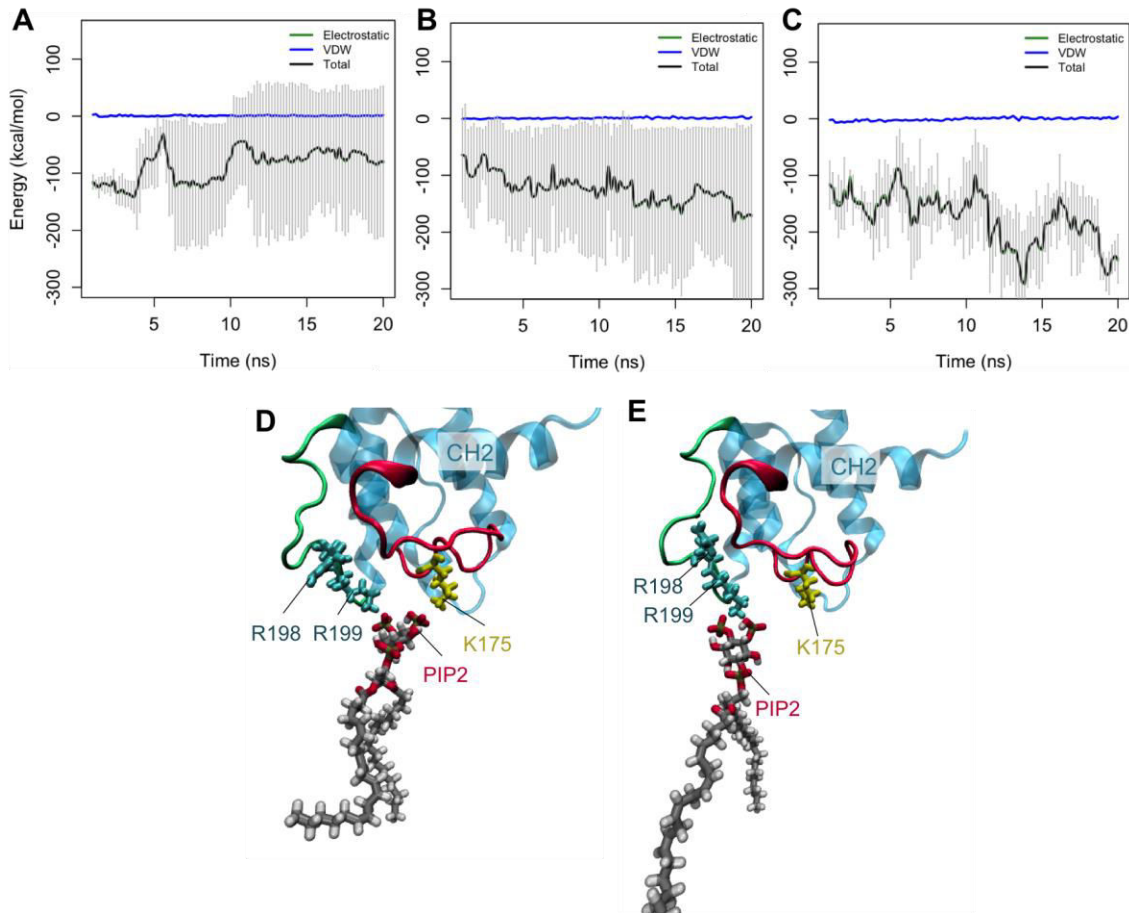 A
B
C
Electrostatic
VDW
Total
Electrostatic
VDW
Total
Electrostatic
VDW
Total
Energy (kcal/mol)
100
0
-100
-200
-300
100
0
-100
-200
-300
100
0
-100
-200
-300
5
10
15
20
5
10
15
20
5
10
15
20
Time (ns)
Time (ns)
Time (ns)
D
CH2
R198
R199
K175
PIP2
E
CH2
R198
R199
K175
PIP2